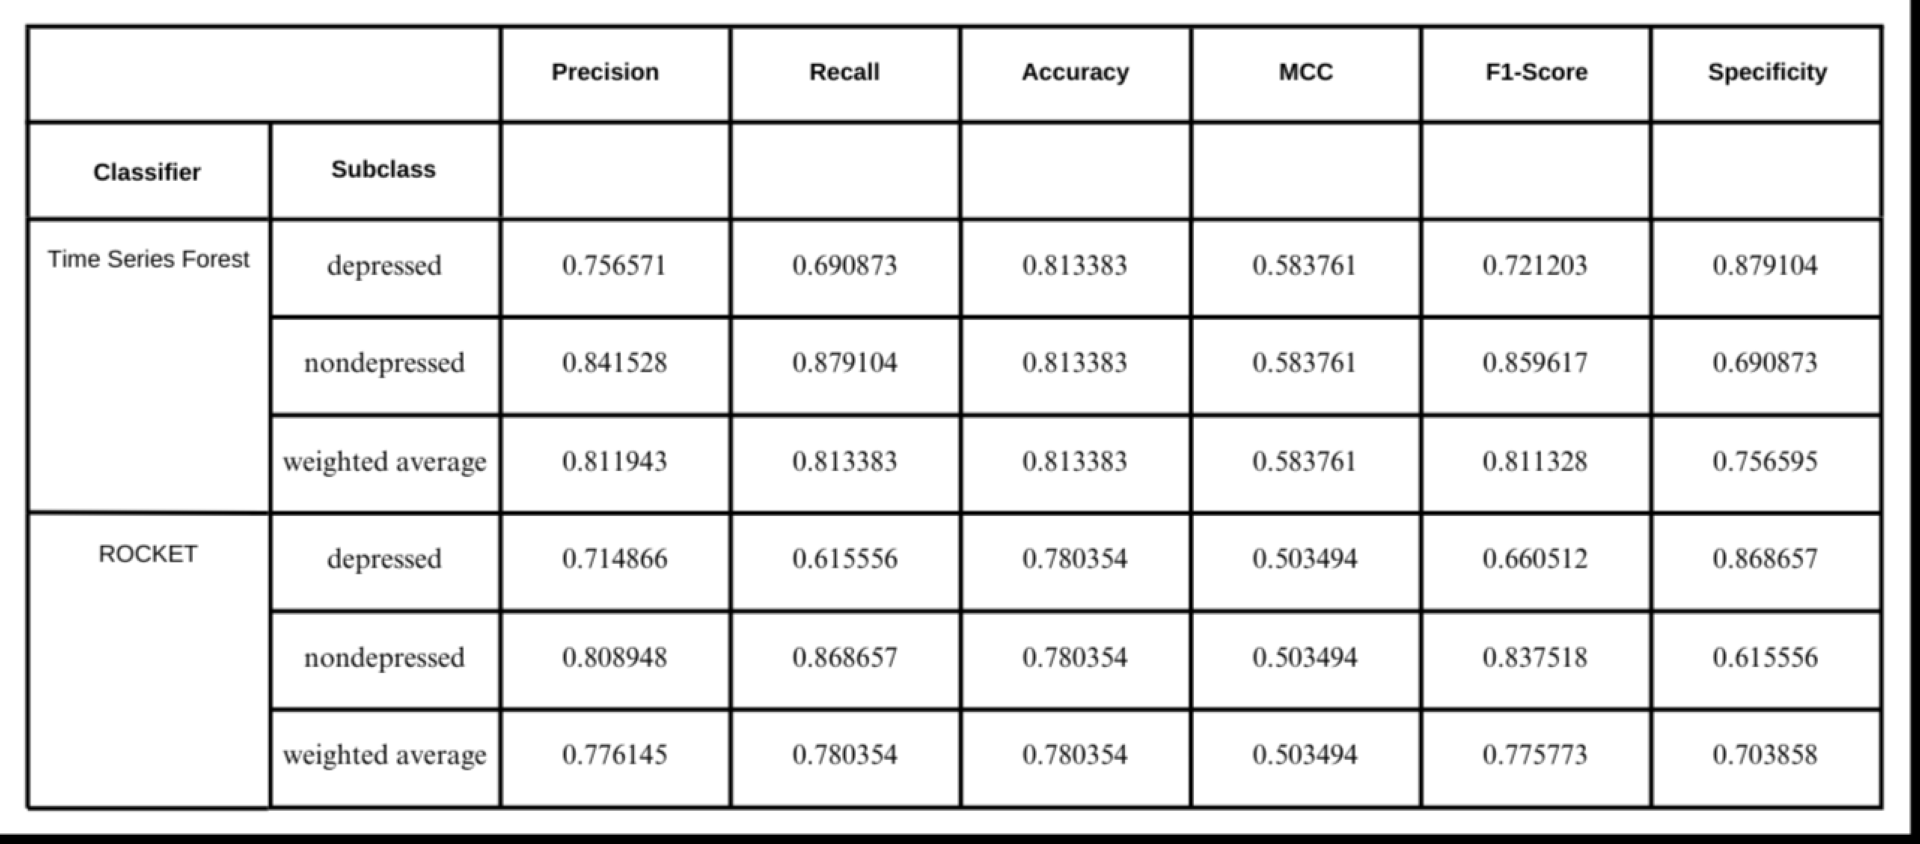 Precision Recall Accuracy MCC F1-Score Specificity
Classifier Subclass
Time Series Forest depressed 0.756571 0.690873 0.813383 0.583761 0.721203 0.879104
nondepressed 0.841528 0.879104 0.813383 0.583761 0.859617 0.690873
weighted average 0.811943 0.813383 0.813383 0.583761 0.811328 0.756595
ROCKET depressed 0.714866 0.615556 0.780354 0.503494 0.660512 0.868657
nondepressed 0.808948 0.868657 0.780354 0.503494 0.837518 0.615556
weighted average 0.776145 0.780354 0.780354 0.503494 0.775773 0.703858